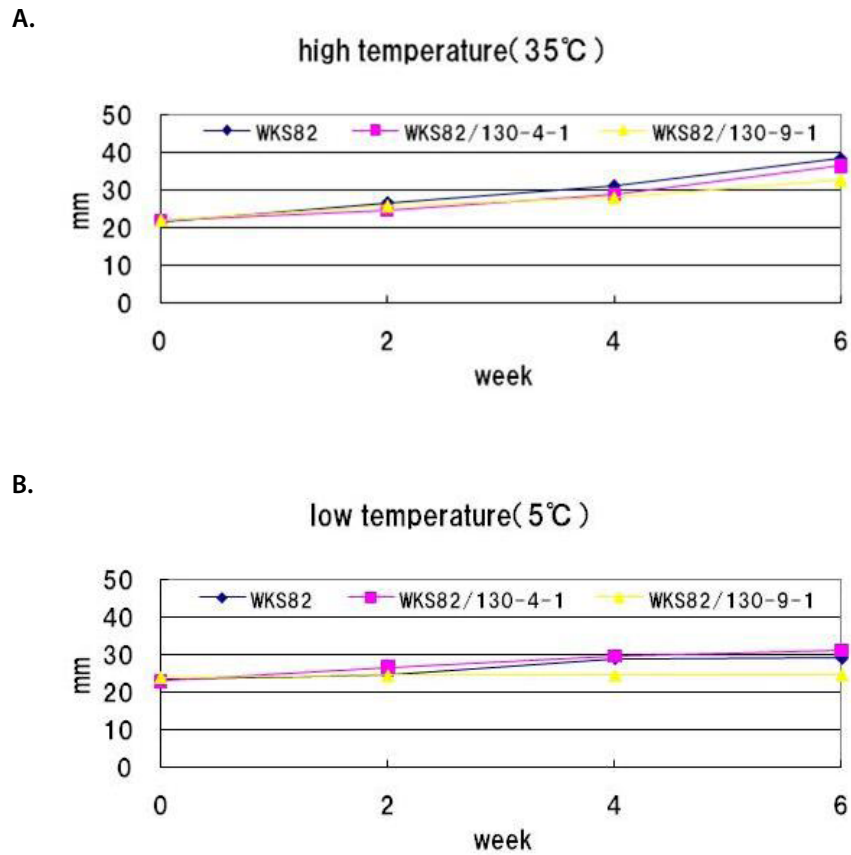 A.
high temperature(35℃)
50
WKS82 WKS82/130-4-1 WKS82/130-9-1
40
30
mm
20
10
0
0 2 4 6
week
B.
low temperature(5℃)
50
WKS82 WKS82/130-4-1 WKS82/130-9-1
40
30
mm
20
10
0
0 2 4 6
week